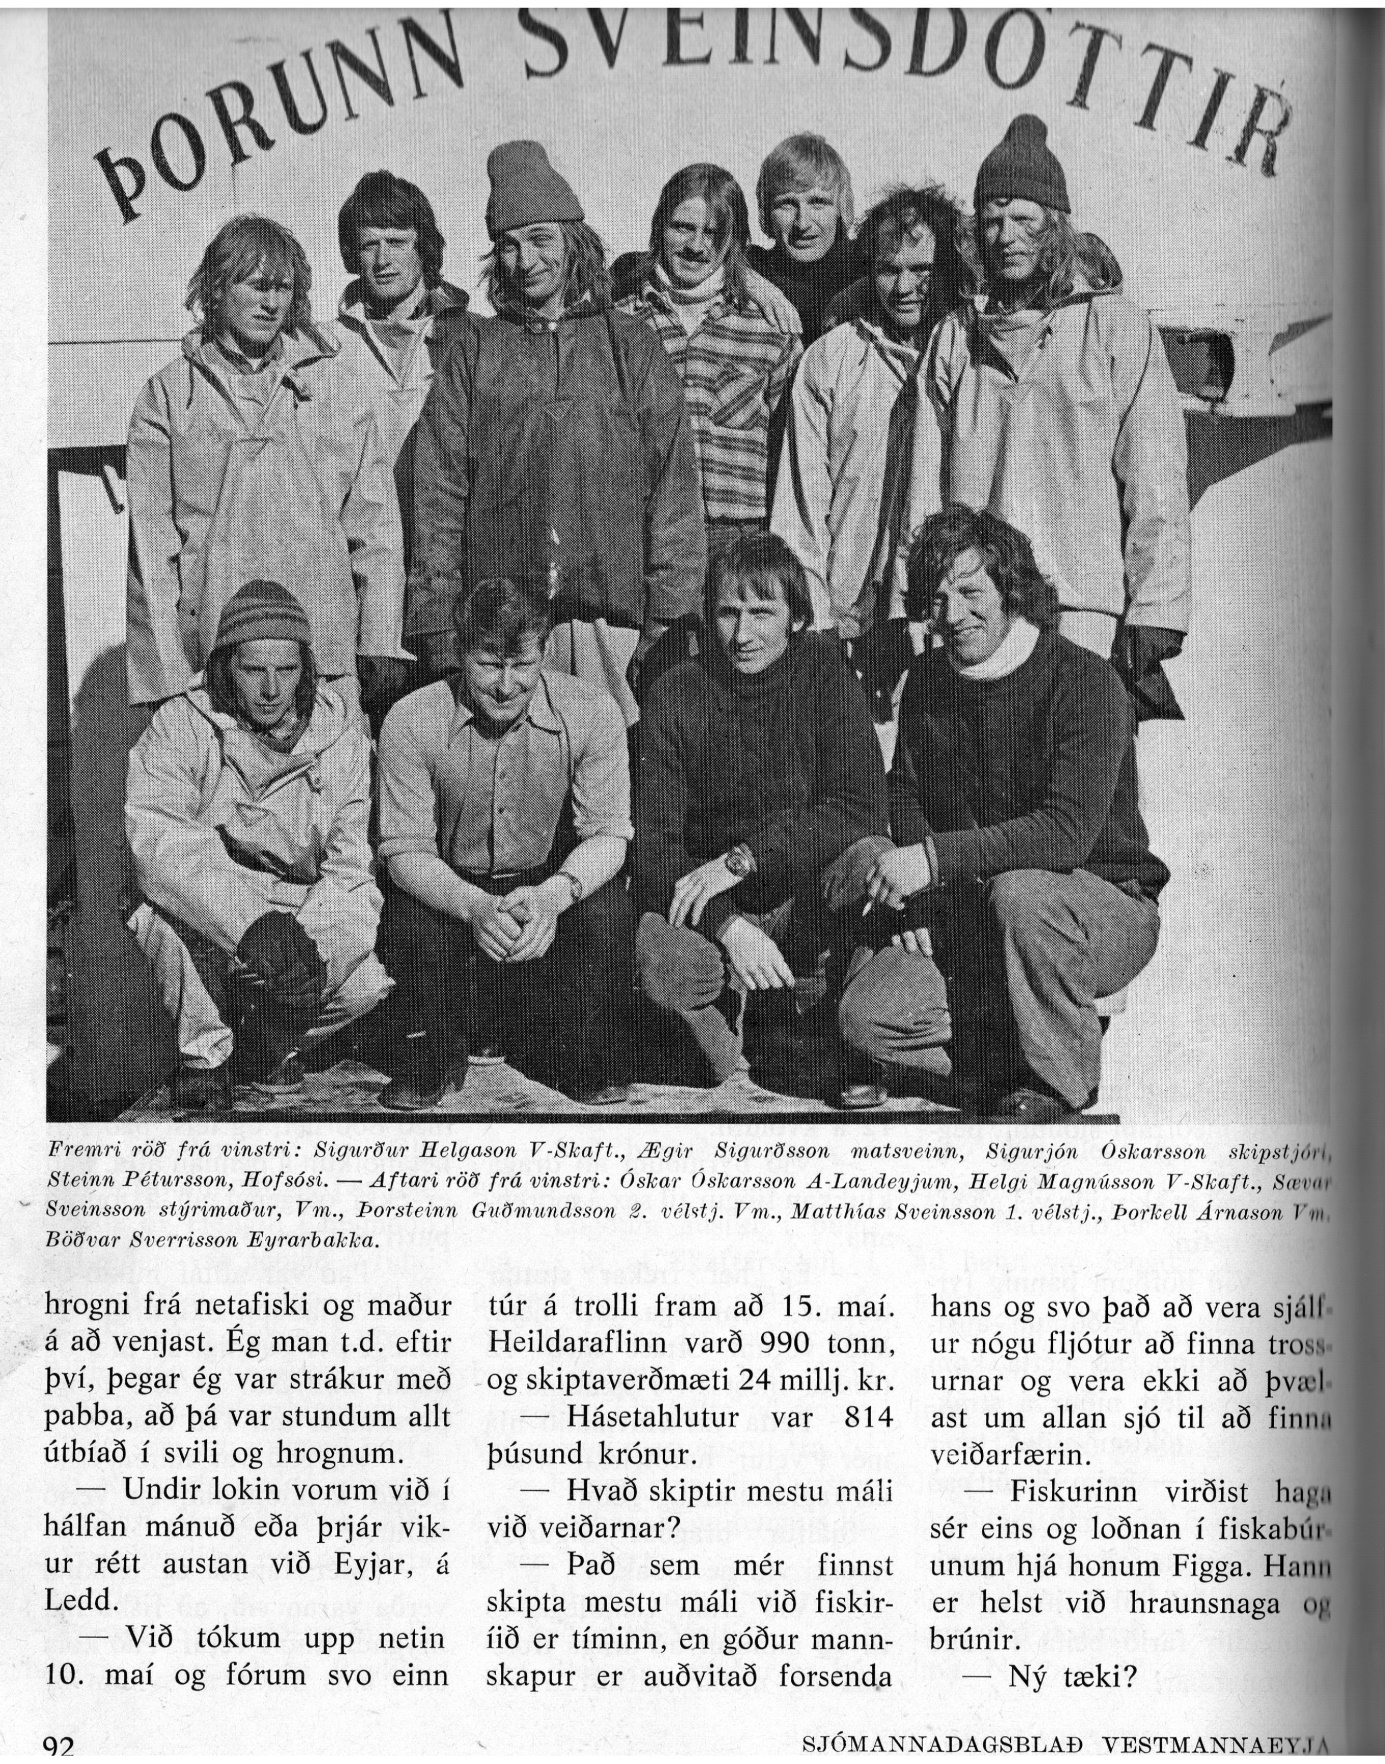 ÞORUNN SVEINSDÓTTIR
Fremri röð frá vinstri: Sigurður Helgason V-Skaft., Ægir Sigurðsson matsveinn, Sigurjón Óskarsson skipstjóri,
Steinn Pétursson, Hofsósi. — Aftari röð frá vinstri: Óskar Óskarsson A-Landeyjum, Helgi Magnússon V-Skaft., Sævar
Sveinsson stýrimaður, Vm., Þorsteinn Guðmundsson 2. vélstj. Vm., Matthías Sveinsson 1. vélstj., Þorkell Árnason Vm.
Böðvar Sverrisson Eyrarbakka.
hrogni frá netafiski og maður
á að venjast. Ég man t.d. eftir
því, þegar ég var strákur með
pabba, að þá var stundum allt
útbíað í svili og hrognum.
— Undir lokin vorum við í
hálfan mánuð eða þrjár vik-
ur rétt austan við Eyjar, á
Ledd.
— Við tókum upp netin
10. maí og fórum svo einn
túr á trolli fram að 15. maí.
Heildaraflinn varð 990 tonn,
og skiptaverðmæti 24 millj. kr.
— Hásetahlutur var 814
þúsund krónur.
— Hvað skiptir mestu máli
við veiðarnar?
— Það sem mér finnst
skipta mestu máli við fiskir-
íið er tíminn, en góður mann-
skapur er auðvitað forsenda
hans og svo það að vera sjálf-
ur nógu fljótur að finna tross-
urnar og vera ekki að þvæl-
ast um allan sjó til að finna
veiðarfærin.
— Fiskurinn virðist haga
sér eins og loðnan í fiskabúr-
unum hjá honum Figga. Hann
er helst við hraunsnaga og
brúnir.
— Ný tæki?
92
SJÓMANNADAGSBLAÐ VESTMANNAEYJA